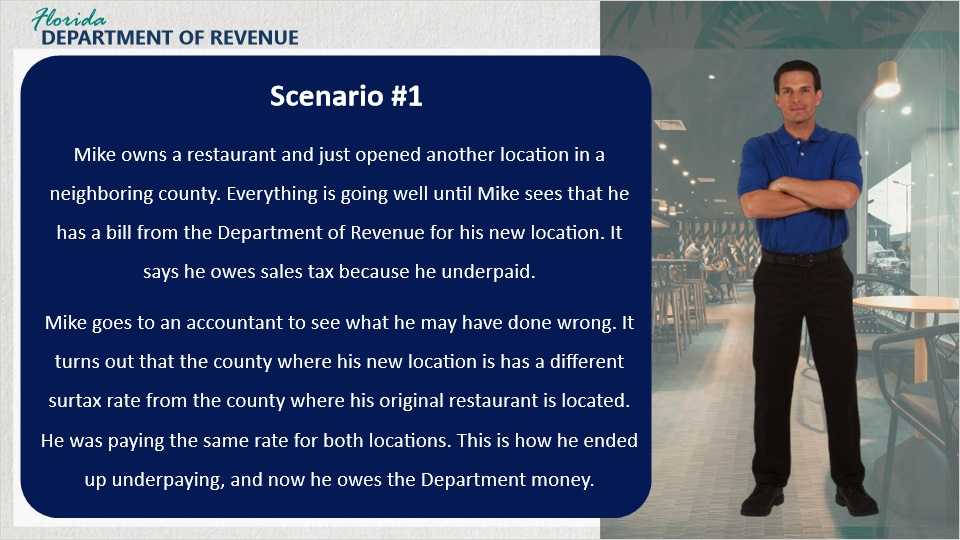 Florida
DEPARTMENT OF REVENUE
Scenario #1
Mike owns a restaurant and just opened another location in a
neighboring county. Everything is going well until Mike sees that he
has a bill from the Department of Revenue for his new location. It
says he owes sales tax because he underpaid.
Mike goes to an accountant to see what he may have done wrong. It
turns out that the county where his new location is has a different
surtax rate from the county where his original restaurant is located.
He was paying the same rate for both locations. This is how he ended
up underpaying, and now he owes the Department money.